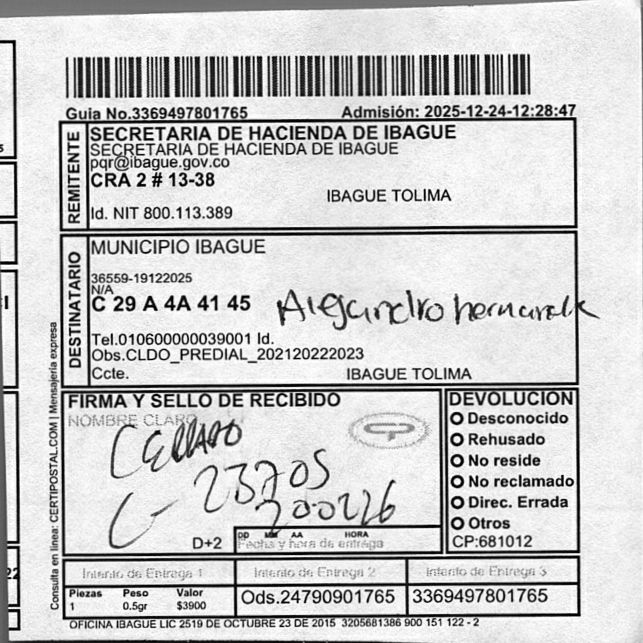 Guia No.3369497801765 Admisión: 2025-12-24-12:28:47
REMITENTE
SECRETARIA DE HACIENDA DE IBAGUE
SECRETARIA DE HACIENDA DE IBAGUE
pqr@ibague.gov.co
CRA 2 # 13-38
IBAGUE TOLIMA
Id. NIT 800.113.389
DESTINATARIO
MUNICIPIO IBAGUE
36559-19122025
N/A
C 29 A 4A 41 45
Alejandro
Tel.010600000039001 Id.
Obs.CLDO_PREDIAL_202120222023
Ccte. IBAGUE TOLIMA
Consulta en línea: CERTIPOSTAL.COM | Mensajería expresa
FIRMA Y SELLO DE RECIBIDO
NOMBRE CLARO
CERRADO
23705
200226
D+2
DD MM AA HORA
Fecha y hora de entrega
DEVOLUCIÓN
Desconocido
Rehusado
No reside
No reclamado
Direc. Errada
Otros
CP:681012
Intento de Entrega 1 Intento de Entrega 2 Intento de Entrega 3
Piezas Peso Valor
1 0.5gr $3900
Ods.24790901765 3369497801765
OFICINA IBAGUE LIC 2519 DE OCTUBRE 23 DE 2015 3205681386 900 151 122 - 2